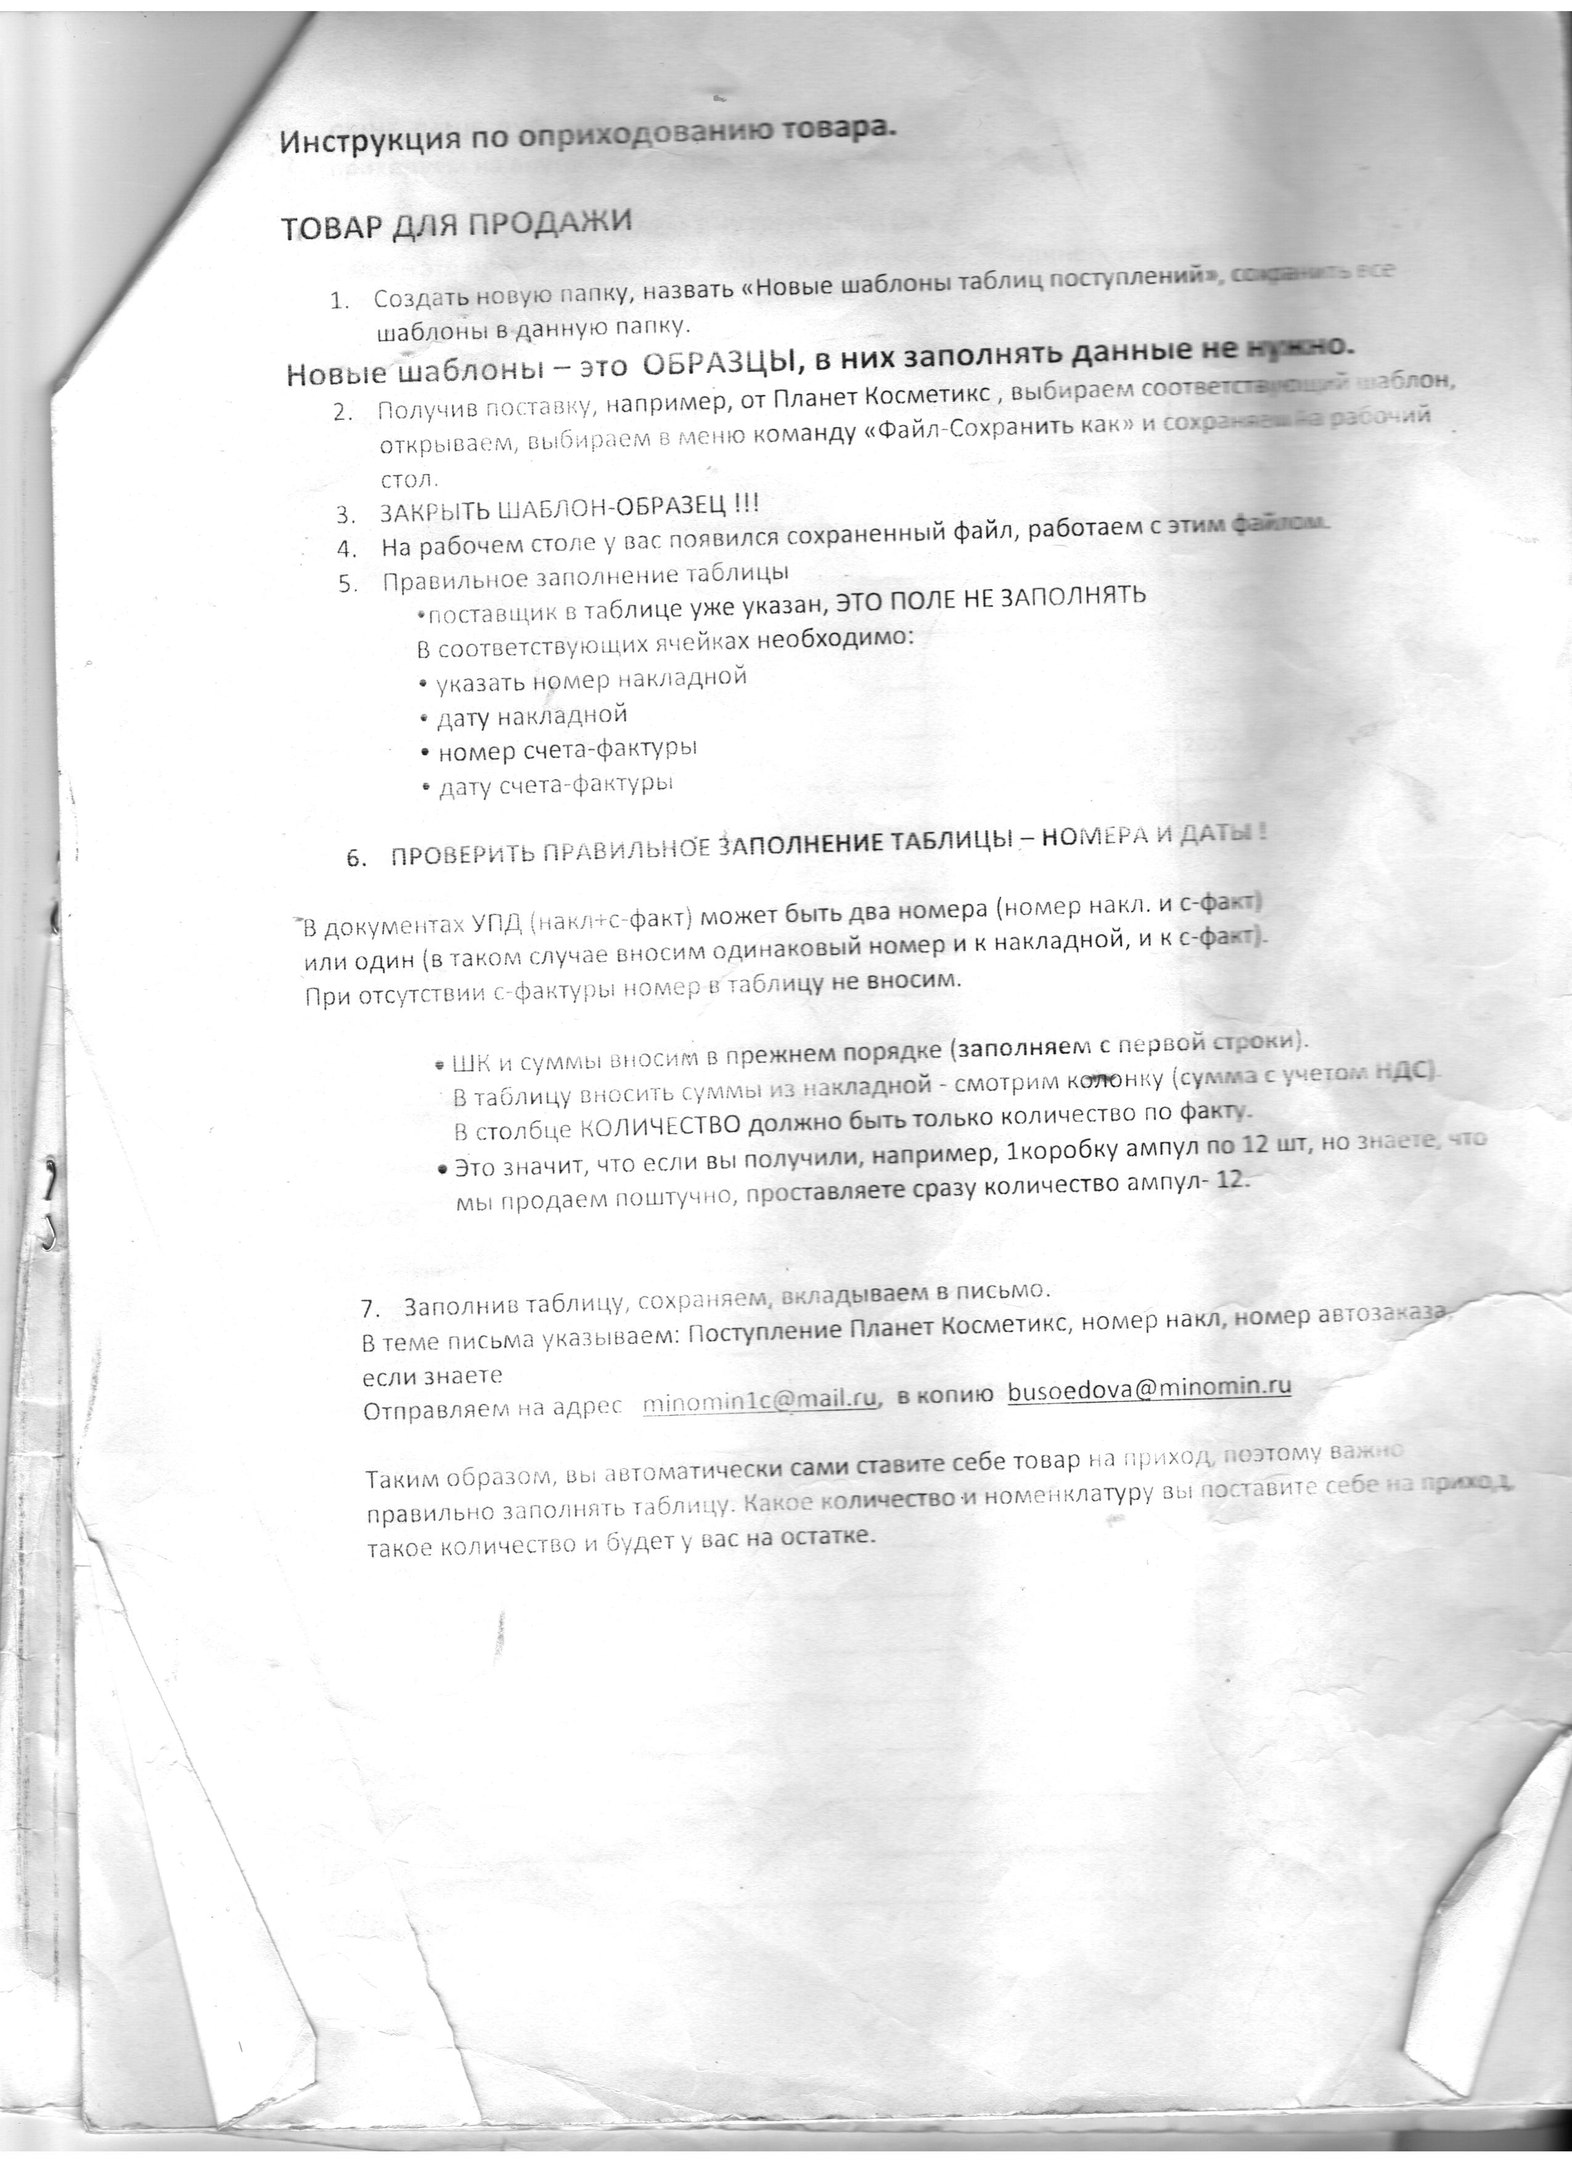 Инструкция по оприходованию товара.
ТОВАР ДЛЯ ПРОДАЖИ
1. Создать новую папку, назвать «Новые шаблоны таблиц поступлений», сохранить все
шаблоны в данную папку.
Новые шаблоны – это ОБРАЗЦЫ, в них заполнять данные не нужно.
2. Получив поставку, например, от Планет Косметикс , выбираем соответствующий шаблон,
открываем, выбираем в меню команду «Файл-Сохранить как» и сохраняем на рабочий
стол.
3. ЗАКРЫТЬ ШАБЛОН-ОБРАЗЕЦ !!!
4. На рабочем столе у вас появился сохраненный файл, работаем с этим файлом.
5. Правильное заполнение таблицы
•поставщик в таблице уже указан, ЭТО ПОЛЕ НЕ ЗАПОЛНЯТЬ
В соответствующих ячейках необходимо:
• указать номер накладной
• дату накладной
• номер счета-фактуры
• дату счета-фактуры
6. ПРОВЕРИТЬ ПРАВИЛЬНОЕ ЗАПОЛНЕНИЕ ТАБЛИЦЫ – НОМЕРА И ДАТЫ !
В документах УПД (накл+с-факт) может быть два номера (номер накл. и с-факт)
или один (в таком случае вносим одинаковый номер и к накладной, и к с-факт).
При отсутствии с-фактуры номер в таблицу не вносим.
• ШК и суммы вносим в прежнем порядке (заполняем с первой строки).
В таблицу вносить суммы из накладной - смотрим колонку (сумма с учетом НДС).
В столбце КОЛИЧЕСТВО должно быть только количество по факту.
• Это значит, что если вы получили, например, 1коробку ампул по 12 шт, но знаете, что
мы продаем поштучно, проставляете сразу количество ампул- 12.
7. Заполнив таблицу, сохраняем, вкладываем в письмо.
В теме письма указываем: Поступление Планет Косметикс, номер накл, номер автозаказа,
если знаете
Отправляем на адрес minomin1c@mail.ru, в копию busoedova@minomin.ru
Таким образом, вы автоматически сами ставите себе товар на приход, поэтому важно
правильно заполнять таблицу. Какое количество и номенклатуру вы поставите себе на приход,
такое количество и будет у вас на остатке.